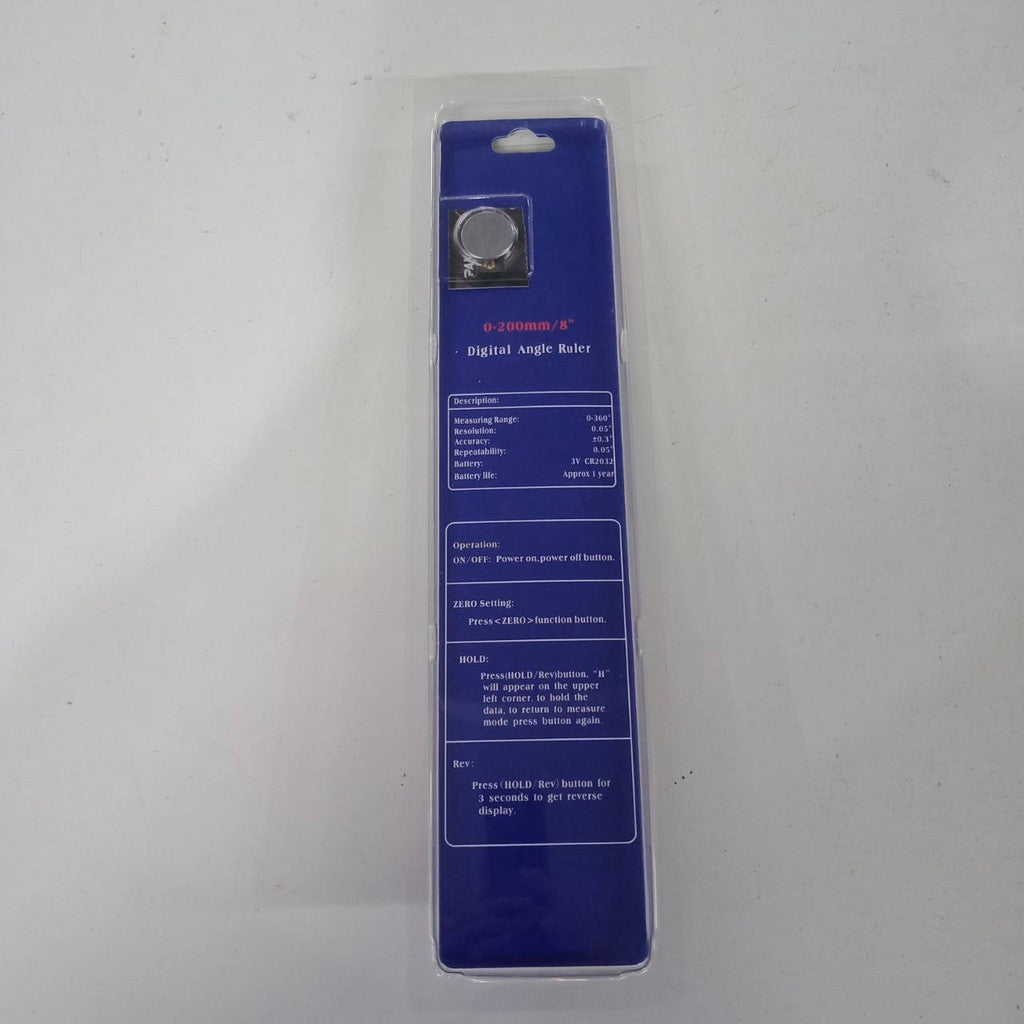 0-200mm/8"
Digital Angle Ruler
Description:
Measuring Range: 0-360°
Resolution: 0.05°
Accuracy: ±0.3°
Repeatability: 0.05°
Battery: 3V CR2032
Battery life: Approx 1 year
Operation:
ON/OFF: Power on,power off button.
ZERO Setting:
Press<ZERO>function button.
HOLD:
Press(HOLD/Rev)button, "H"
will appear on the upper
left corner, to hold the
data, to return to measure
mode press button again.
Rev:
Press (HOLD/Rev) button for
3 seconds to get reverse
display.